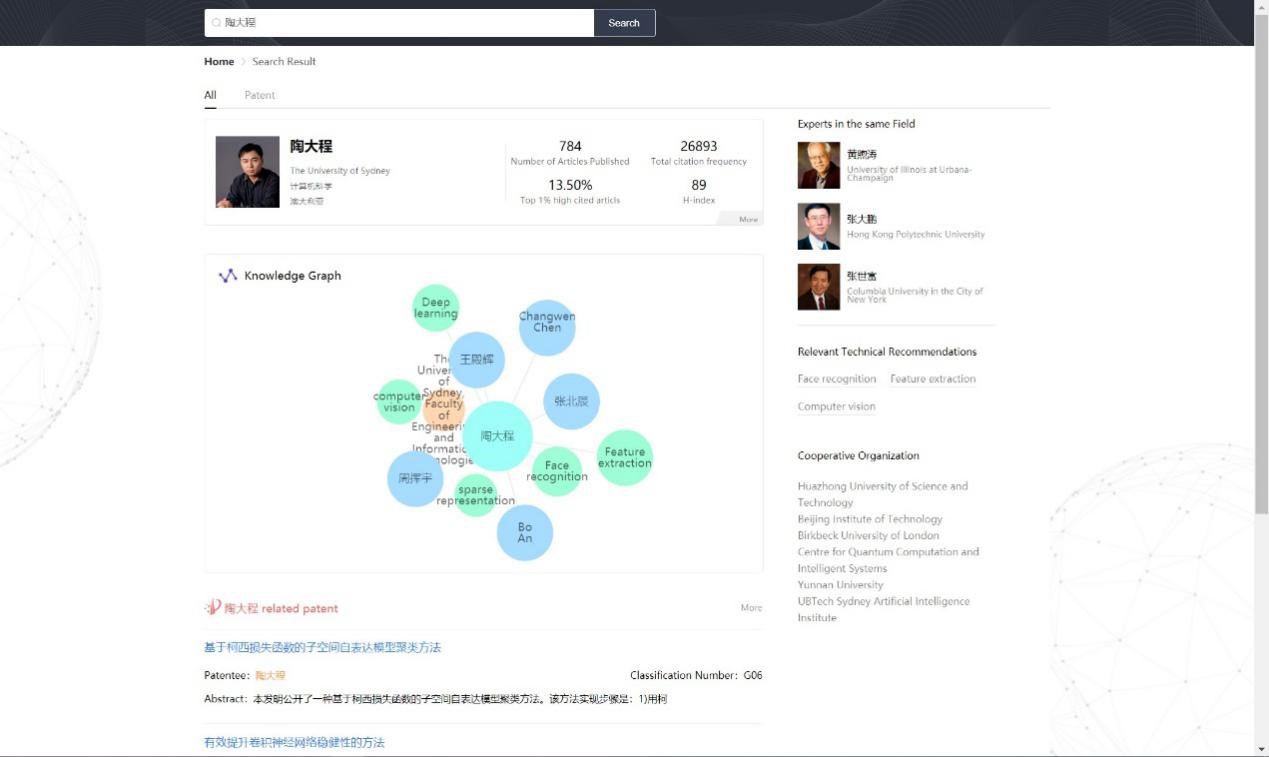 陶大程
Search
Home > Search Result
All
Patent
陶大程
The University of Sydney
计算机科学
澳大利亚
784
Number of Articles Published
26893
Total citation frequency
13.50%
Top 1% high cited articls
89
H-index
More
Knowledge Graph
Deep
learning
Changwen
Chen
王殿辉
The
Univer
of
Sydney,
Faculty
of
Engineeri
and
Informatic
nologie
computer
vision
张北辰
陶大程
Feature
extraction
Face
recognition
周挥宇
sparse
representation
Bo
An
陶大程 related patent
More
基于柯西损失函数的子空间自表达模型聚类方法
Patentee: 陶大程
Classification Number: G06
Abstract: 本发明公开了一种基于柯西损失函数的子空间自表达模型聚类方法。该方法实现步骤是: 1)用柯
有效提升卷积神经网络稳健性的方法
Experts in the same Field
黄煦涛
University of Illinois at Urbana-
Champaign
张大鹏
Hong Kong Polytechnic University
张世富
Columbia University in the City of
New York
Relevant Technical Recommendations
Face recognition
Feature extraction
Computer vision
Cooperative Organization
Huazhong University of Science and
Technology
Beijing Institute of Technology
Birkbeck University of London
Centre for Quantum Computation and
Intelligent Systems
Yunnan University
UBTech Sydney Artificial Intelligence
Institute